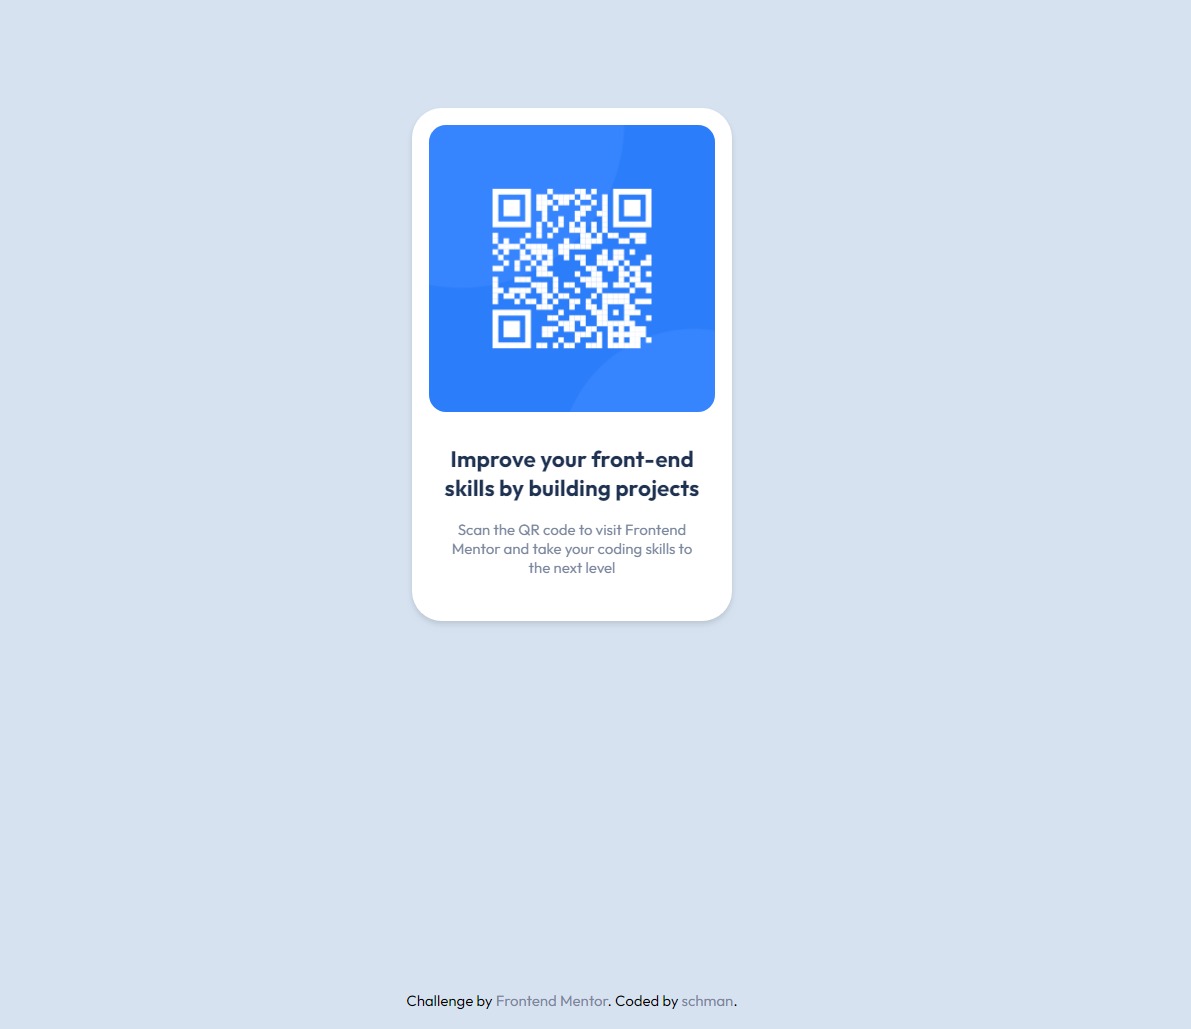 Improve your front-end
skills by building projects
Scan the QR code to visit Frontend
Mentor and take your coding skills to
the next level
Challenge by Frontend Mentor. Coded by schman.